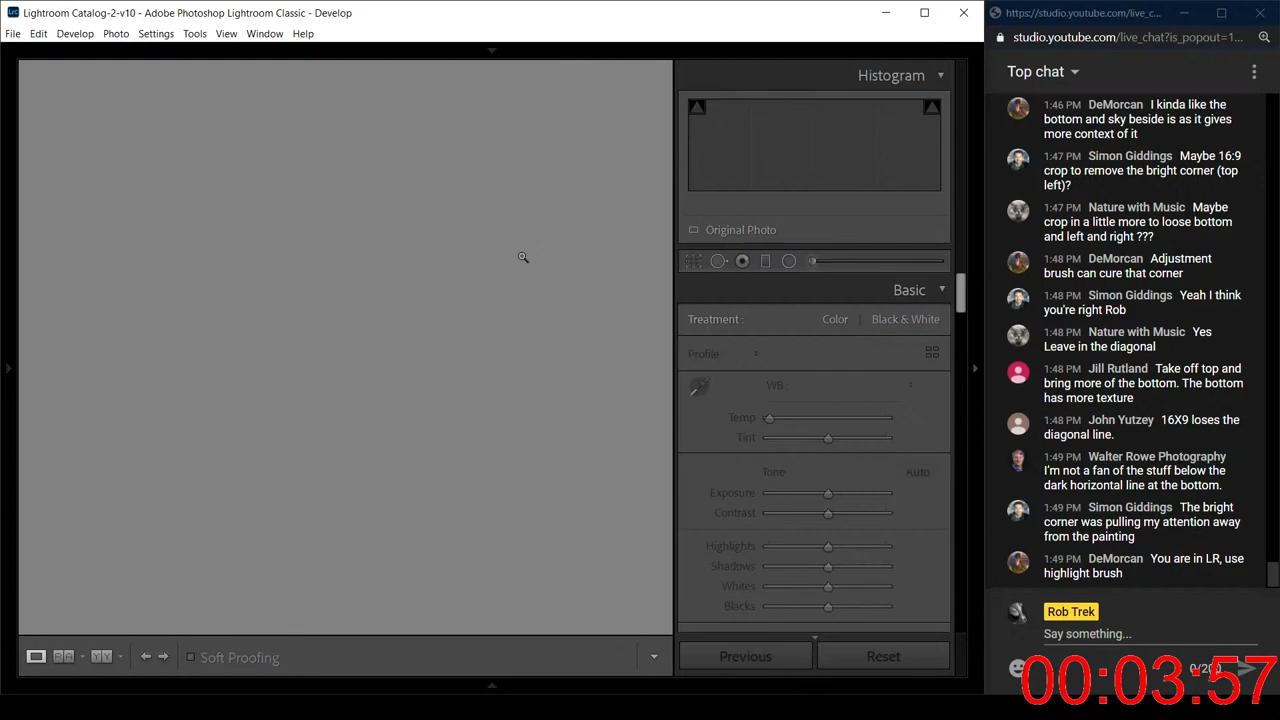 Lightroom Catalog-2-v10 - Adobe Photoshop Lightroom Classic - Develop
File Edit Develop Photo Settings Tools View Window Help
Histogram
Original Photo
Basic
Treatment : Color Black & White
Profile
WB :
Temp
Tint
Tone Auto
Exposure
Contrast
Highlights
Shadows
Whites
Blacks
Soft Proofing
Previous Reset
https://studio.youtube.com/live_c...
studio.youtube.com/live_chat?is_popout=1...
Top chat
1:46 PM DeMorcan I kinda like the
bottom and sky beside is as it gives
more context of it
1:47 PM Simon Giddings Maybe 16:9
crop to remove the bright corner (top
left)?
1:47 PM Nature with Music Maybe
crop in a little more to loose bottom
and left and right ???
1:48 PM DeMorcan Adjustment
brush can cure that corner
1:48 PM Simon Giddings Yeah I think
you're right Rob
1:48 PM Nature with Music Yes
Leave in the diagonal
1:48 PM Jill Rutland Take off top and
bring more of the bottom. The bottom
has more texture
1:48 PM John Yutzey 16X9 loses the
diagonal line.
1:49 PM Walter Rowe Photography
I'm not a fan of the stuff below the
dark horizontal line at the bottom.
1:49 PM Simon Giddings The bright
corner was pulling my attention away
from the painting
1:49 PM DeMorcan You are in LR, use
highlight brush
Rob Trek
Say something...
0/200
00:03:57